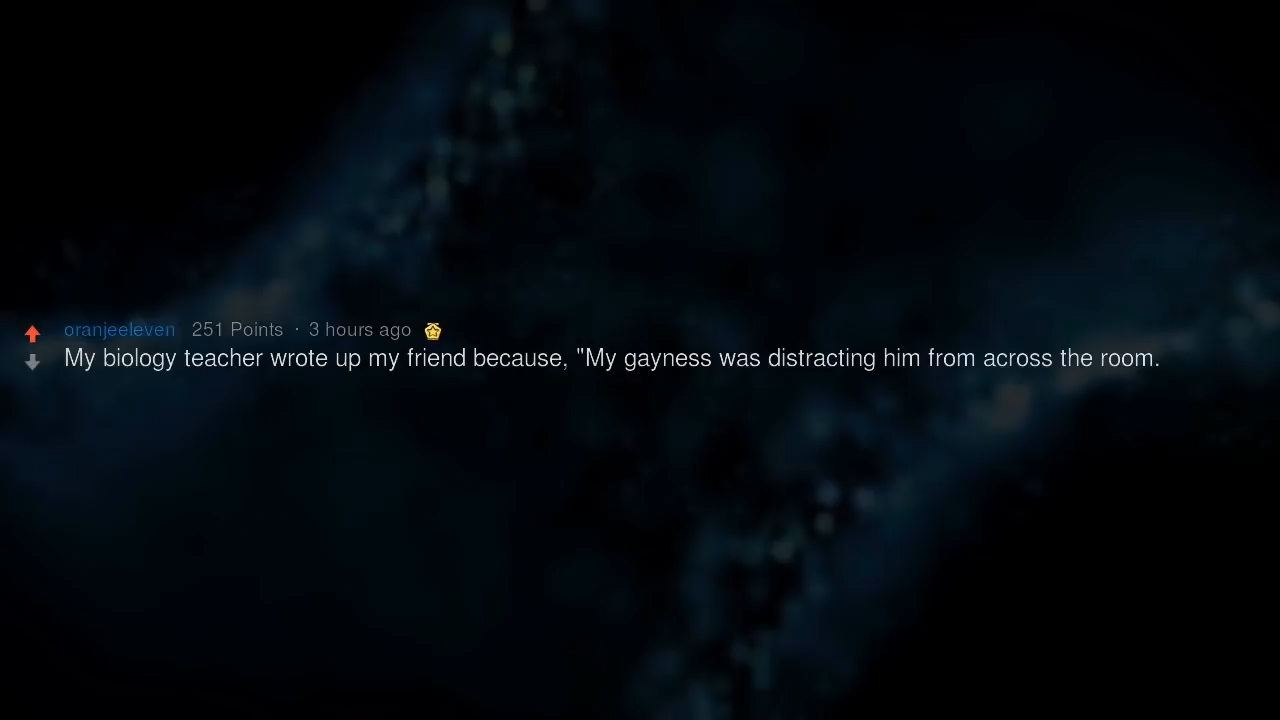 oranjeeleven 251 Points · 3 hours ago
My biology teacher wrote up my friend because, "My gayness was distracting him from across the room.